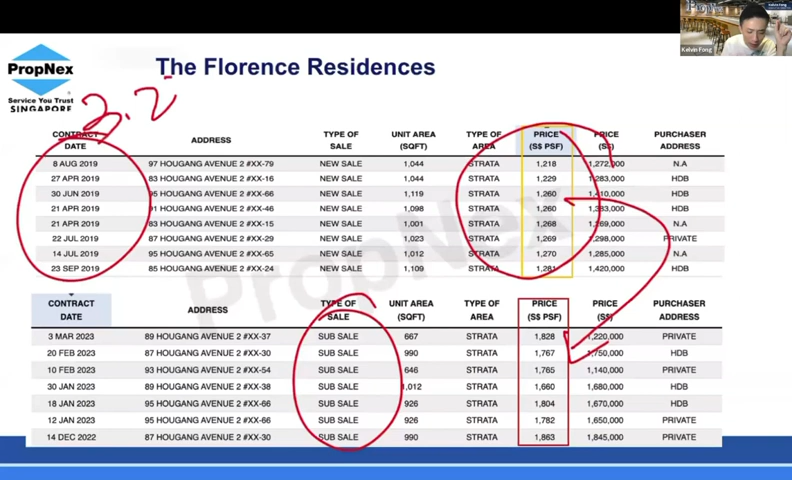 PropNex
Service You Trust
SINGAPORE
The Florence Residences
3.2
Kelvin Fong
Kelvin Fong
CONTRACT DATE ADDRESS TYPE OF SALE UNIT AREA (SQFT) TYPE OF AREA PRICE (S$ PSF) PRICE (S$) PURCHASER ADDRESS
8 AUG 2019 97 HOUGANG AVENUE 2 #XX-79 NEW SALE 1,044 STRATA 1,218 1,272,000 N.A
27 APR 2019 83 HOUGANG AVENUE 2 #XX-16 NEW SALE 1,044 STRATA 1,229 1,283,000 HDB
30 JUN 2019 95 HOUGANG AVENUE 2 #XX-66 NEW SALE 1,119 STRATA 1,260 1,410,000 HDB
21 APR 2019 91 HOUGANG AVENUE 2 #XX-46 NEW SALE 1,098 STRATA 1,260 1,383,000 HDB
21 APR 2019 83 HOUGANG AVENUE 2 #XX-15 NEW SALE 1,001 STRATA 1,268 1,269,000 N.A
22 JUL 2019 87 HOUGANG AVENUE 2 #XX-29 NEW SALE 1,023 STRATA 1,269 1,298,000 PRIVATE
14 JUL 2019 95 HOUGANG AVENUE 2 #XX-65 NEW SALE 1,012 STRATA 1,270 1,285,000 N.A
23 SEP 2019 85 HOUGANG AVENUE 2 #XX-24 NEW SALE 1,109 STRATA 1,281 1,420,000 HDB
PropNex
CONTRACT DATE ADDRESS TYPE OF SALE UNIT AREA (SQFT) TYPE OF AREA PRICE (S$ PSF) PRICE (S$) PURCHASER ADDRESS
3 MAR 2023 89 HOUGANG AVENUE 2 #XX-37 SUB SALE 667 STRATA 1,828 1,220,000 PRIVATE
20 FEB 2023 87 HOUGANG AVENUE 2 #XX-30 SUB SALE 990 STRATA 1,767 1,750,000 HDB
10 FEB 2023 93 HOUGANG AVENUE 2 #XX-54 SUB SALE 646 STRATA 1,765 1,140,000 PRIVATE
30 JAN 2023 89 HOUGANG AVENUE 2 #XX-38 SUB SALE 1,012 STRATA 1,660 1,680,000 HDB
18 JAN 2023 95 HOUGANG AVENUE 2 #XX-66 SUB SALE 926 STRATA 1,804 1,670,000 HDB
12 JAN 2023 95 HOUGANG AVENUE 2 #XX-66 SUB SALE 926 STRATA 1,782 1,650,000 PRIVATE
14 DEC 2022 87 HOUGANG AVENUE 2 #XX-30 SUB SALE 990 STRATA 1,863 1,845,000 PRIVATE